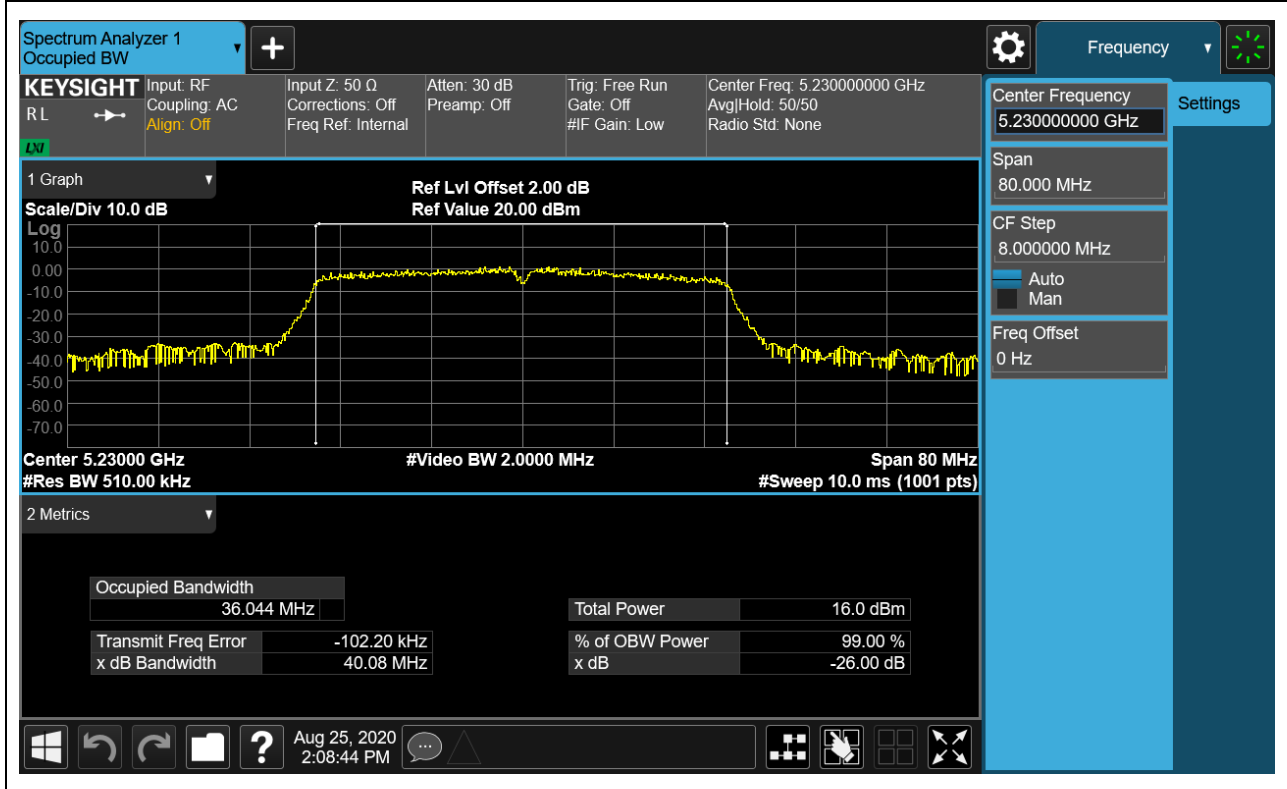 Spectrum Analyzer 1
Occupied BW
Frequency
KEYSIGHT
R L
LXI
Input: RF
Coupling: AC
Align: Off
Input Z: 50 Ω
Corrections: Off
Freq Ref: Internal
Atten: 30 dB
Preamp: Off
Trig: Free Run
Gate: Off
#IF Gain: Low
Center Freq: 5.230000000 GHz
Avg|Hold: 50/50
Radio Std: None
Center Frequency
5.230000000 GHz
Settings
Span
80.000 MHz
CF Step
8.000000 MHz
Auto
Man
Freq Offset
0 Hz
1 Graph
Scale/Div 10.0 dB
Ref Lvl Offset 2.00 dB
Ref Value 20.00 dBm
Log
10.0
0.00
-10.0
-20.0
-30.0
-40.0
-50.0
-60.0
-70.0
Center 5.23000 GHz
#Video BW 2.0000 MHz
Span 80 MHz
#Res BW 510.00 kHz
#Sweep 10.0 ms (1001 pts)
2 Metrics
Occupied Bandwidth
36.044 MHz
Total Power 16.0 dBm
Transmit Freq Error -102.20 kHz
% of OBW Power 99.00 %
x dB Bandwidth 40.08 MHz
x dB -26.00 dB
?
Aug 25, 2020
2:08:44 PM